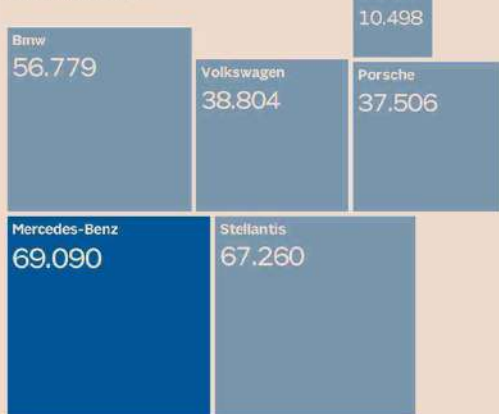 10.498
Bmw
56.779
Volkswagen
38.804
Porsche
37.506
Mercedes-Benz
69.090
Stellantis
67.260